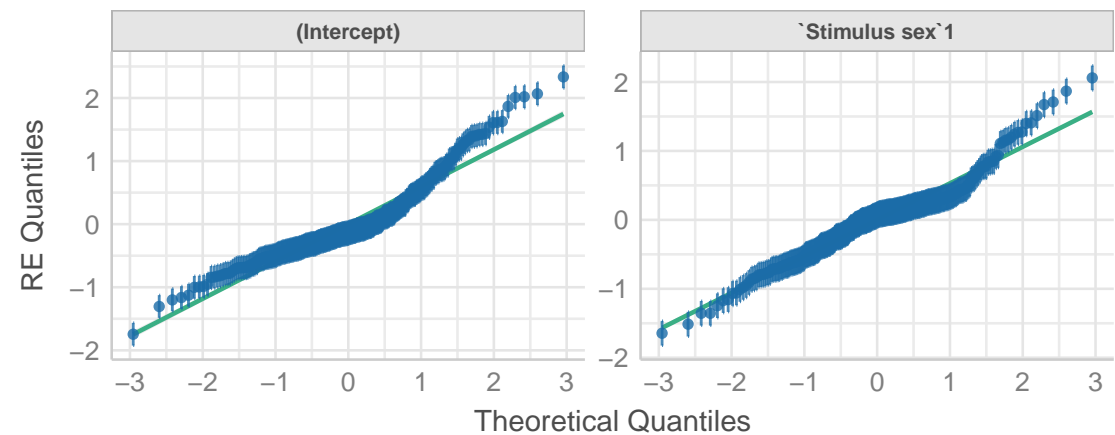 (Intercept)
`Stimulus sex`1
RE Quantiles
2
1
0
−1
−2
2
1
0
−1
−2
−3 −2 −1 0 1 2 3
−3 −2 −1 0 1 2 3
Theoretical Quantiles